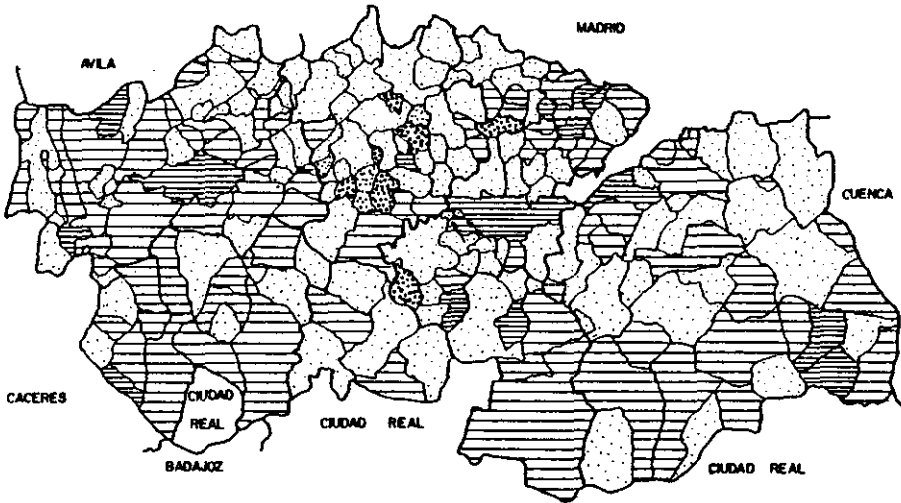 MADRID
AVILA
CUENCA
CACERES
CIUDAD
REAL
CIUDAD REAL
BADAJOZ
CIUDAD REAL